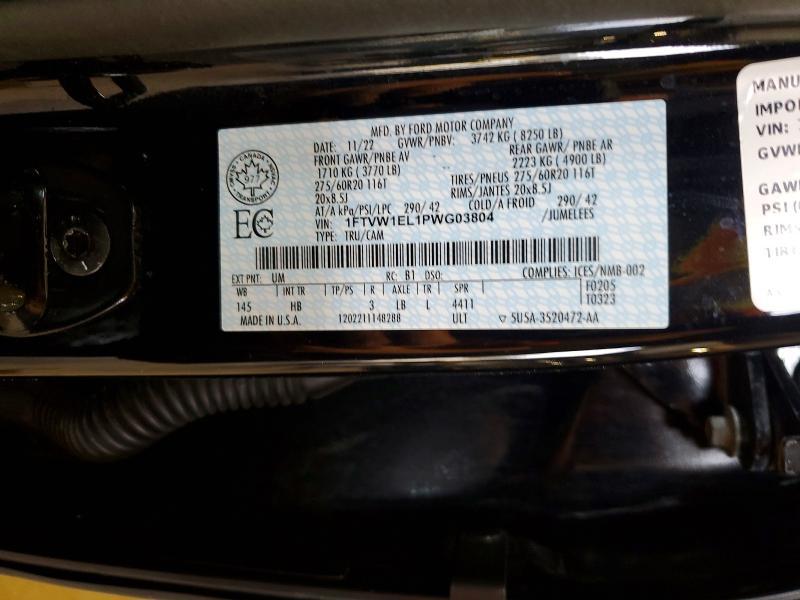 MFD. BY FORD MOTOR COMPANY
DATE: 11/22 GVWR/PNBV: 3742 KG ( 8250 LB)
FRONT GAWR/PNBE AV REAR GAWR/ PNBE AR
1710 KG ( 3770 LB) 2223 KG ( 4900 LB)
275/60R20 116T TIRES/PNEUS 275/60R20 116T
20x8.5J RIMS/JANTES 20x8.5J
AT/A kPa/PSI/LPC 290/ 42 COLD/A FROID 290/ 42
VIN: 1FTVW1EL1PWG03804 /JUMELEES
TYPE: TRU/CAM
CANADA
977
TRANSPORT
EC
EXT PNT: UM RC: B1 DSO: COMPLIES: ICES/NMB-002
WB INT TR TP/PS R AXLE TR SPR F0205
145 HB 3 LB L 4411 T0323
MADE IN U.S.A. 1202211148288 ULT ▽ 5USA-3520472-AA
MANU
IMPO
VIN:
GVW
GAW
PSI
RIM
TIR